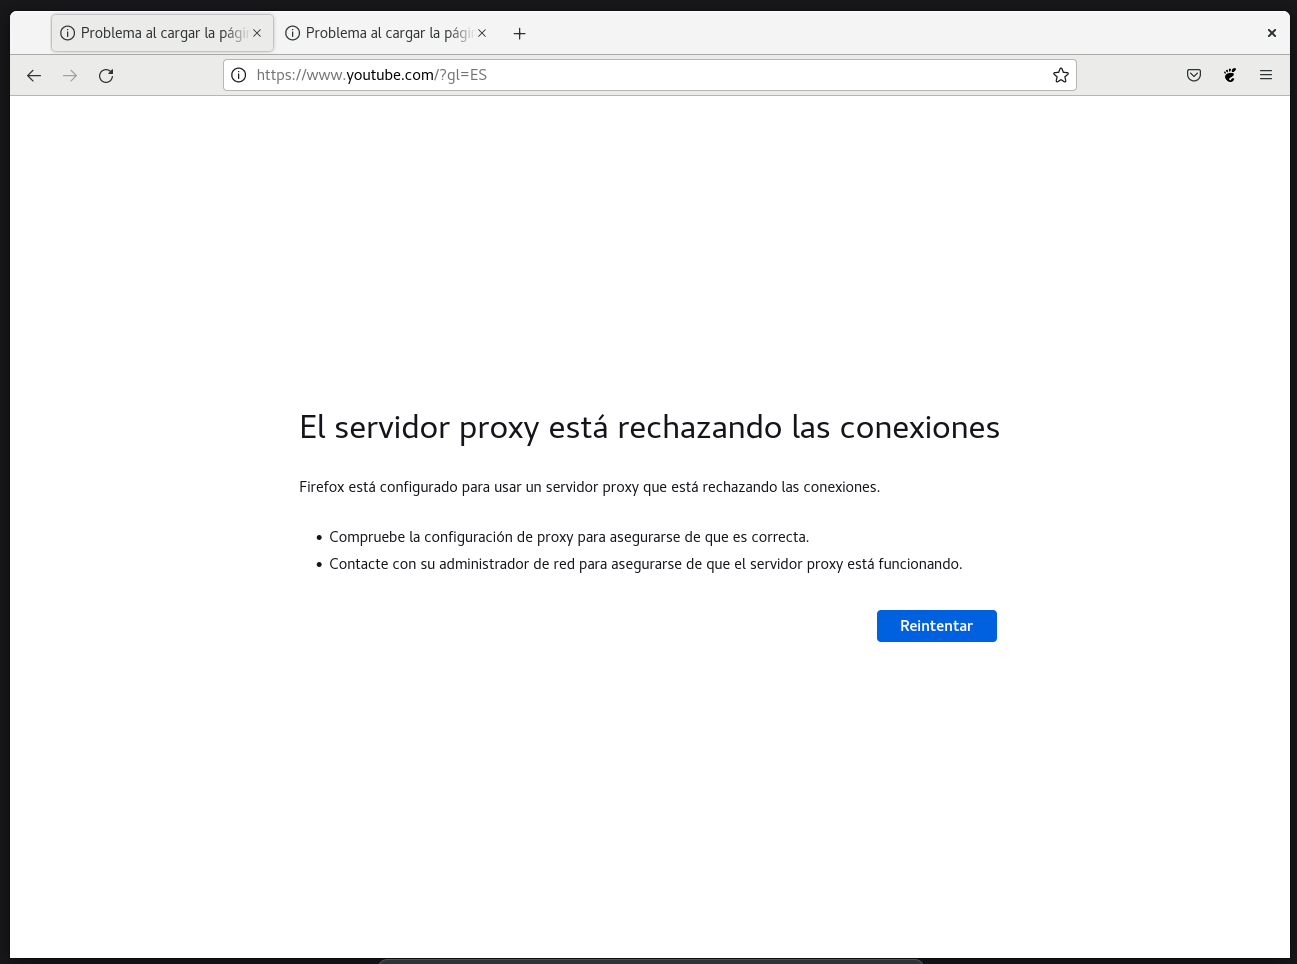 Problema al cargar la pági
Problema al cargar la pági
https://www.youtube.com/?gl=ES
El servidor proxy está rechazando las conexiones
Firefox está configurado para usar un servidor proxy que está rechazando las conexiones.
• Compruebe la configuración de proxy para asegurarse de que es correcta.
• Contacte con su administrador de red para asegurarse de que el servidor proxy está funcionando.
Reintentar